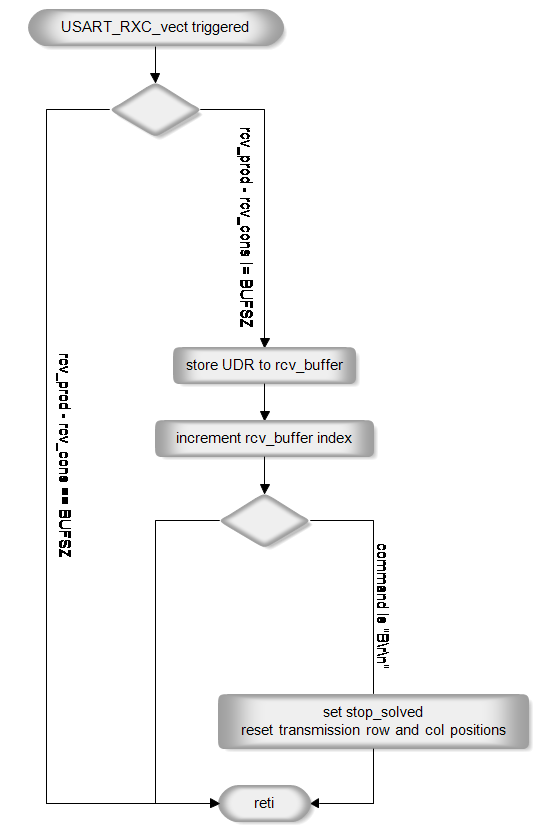 USART_RXC_vect triggered
rcv_prod - rcv_cons != BUFSZ
store UDR to rcv_buffer
rcv_prod - rcv_cons == BUFSZ
increment rcv_buffer index
command is "B\r\n"
set stop_solved
reset transmission row and col positions
reti